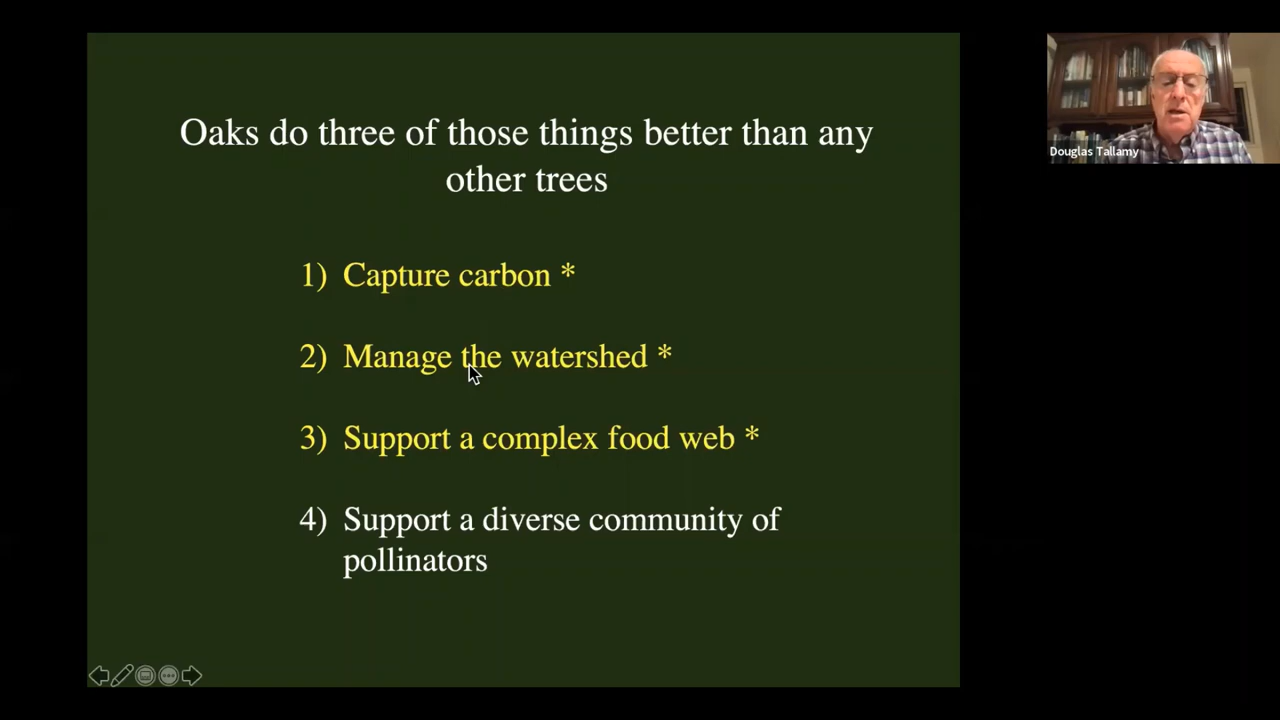 Oaks do three of those things better than any
other trees
1) Capture carbon *
2) Manage the watershed *
3) Support a complex food web *
4) Support a diverse community of
pollinators
Douglas Tallamy